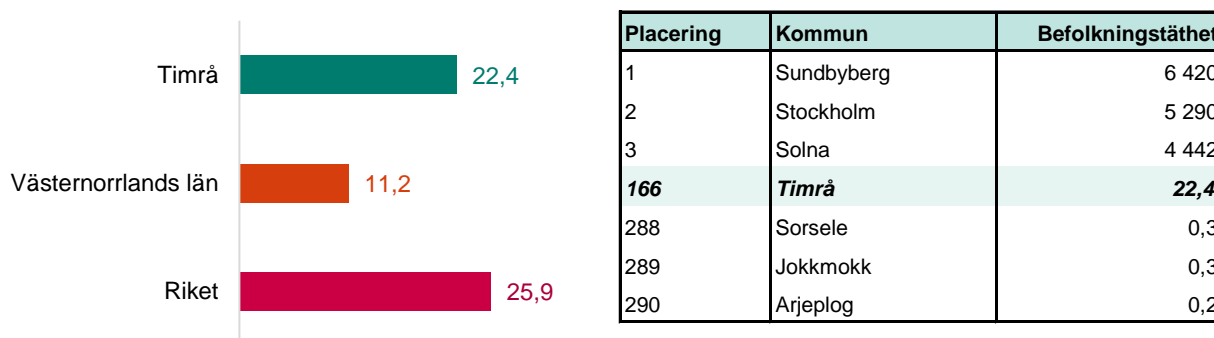 Timrå 22,4
Västernorrlands län 11,2
Riket 25,9
Placering Kommun Befolkningstäthet
1 Sundbyberg 6 420
2 Stockholm 5 290
3 Solna 4 442
166 Timrå 22,4
288 Sorsele 0,3
289 Jokkmokk 0,3
290 Arjeplog 0,2